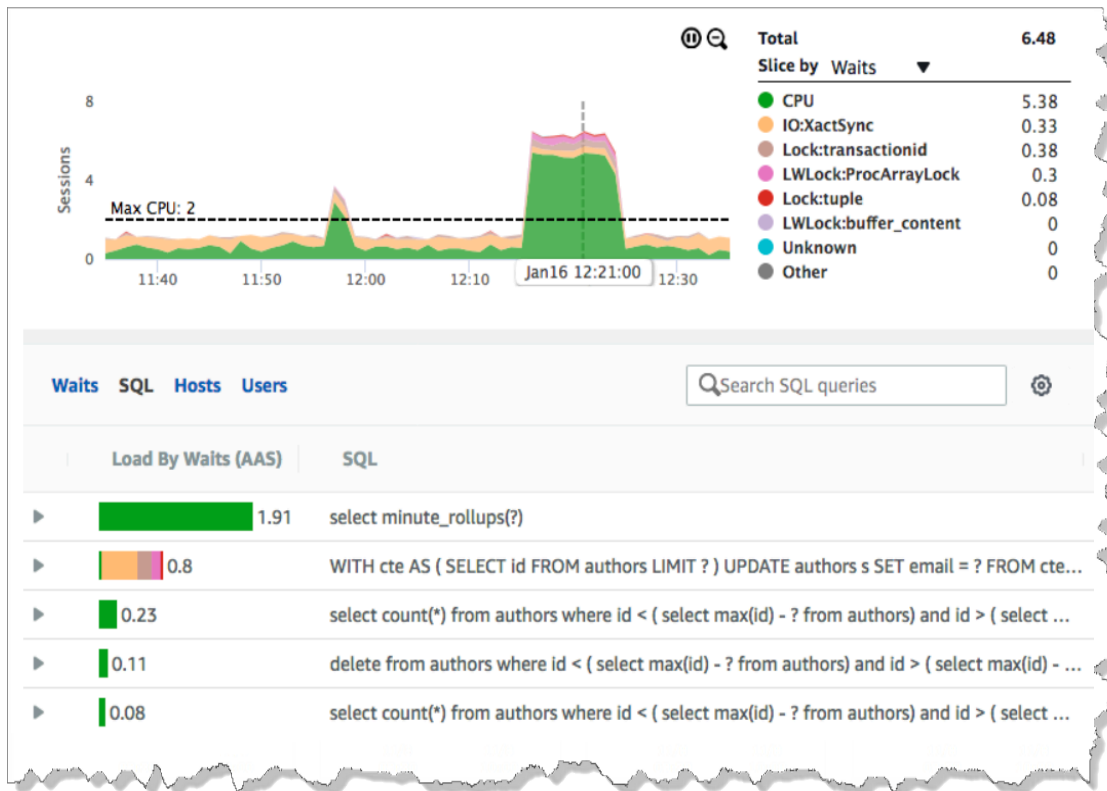 Total 6.48
Slice by Waits
8
CPU 5.38
IO:XactSync 0.33
Lock:transactionid 0.38
LWLock:ProcArrayLock 0.3
Sessions
4
Lock:tuple 0.08
Max CPU: 2
LWLock:buffer_content 0
Unknown 0
0
Other 0
11:40 11:50 12:00 12:10 Jan16 12:21:00 12:30
Waits SQL Hosts Users Search SQL queries
Load By Waits (AAS) SQL
1.91 select minute_rollups(?)
0.8 WITH cte AS ( SELECT id FROM authors LIMIT ? ) UPDATE authors s SET email = ? FROM cte...
0.23 select count(*) from authors where id < ( select max(id) - ? from authors) and id > ( select ...
0.11 delete from authors where id < ( select max(id) - ? from authors) and id > ( select max(id) - ...
0.08 select count(*) from authors where id < ( select max(id) - ? from authors) and id > ( select ...